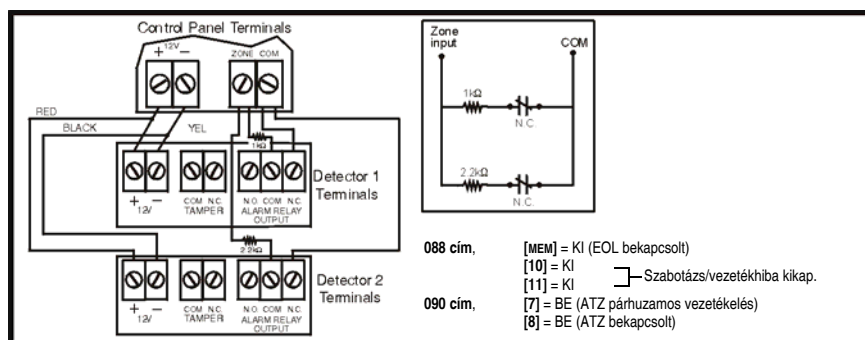 Control Panel Terminals
+ 12V −
ZONE COM
RED
BLACK
YEL
1kΩ
Detector 1
Terminals
+ −
12V
COM N.C.
TAMPER
N.O. COM N.C.
ALARM RELAY
OUTPUT
2.2kΩ
Detector 2
Terminals
+ −
12V
COM N.C.
TAMPER
N.O. COM N.C.
ALARM RELAY
OUTPUT
Zone
input
COM
1kΩ
N.C.
2.2kΩ
N.C.
088 cím, [MEM] = KI (EOL bekapcsolt)
[10] = KI
[11] = KI
Szabotázs/vezetékhiba kikap.
090 cím, [7] = BE (ATZ párhuzamos vezetékelés)
[8] = BE (ATZ bekapcsolt)